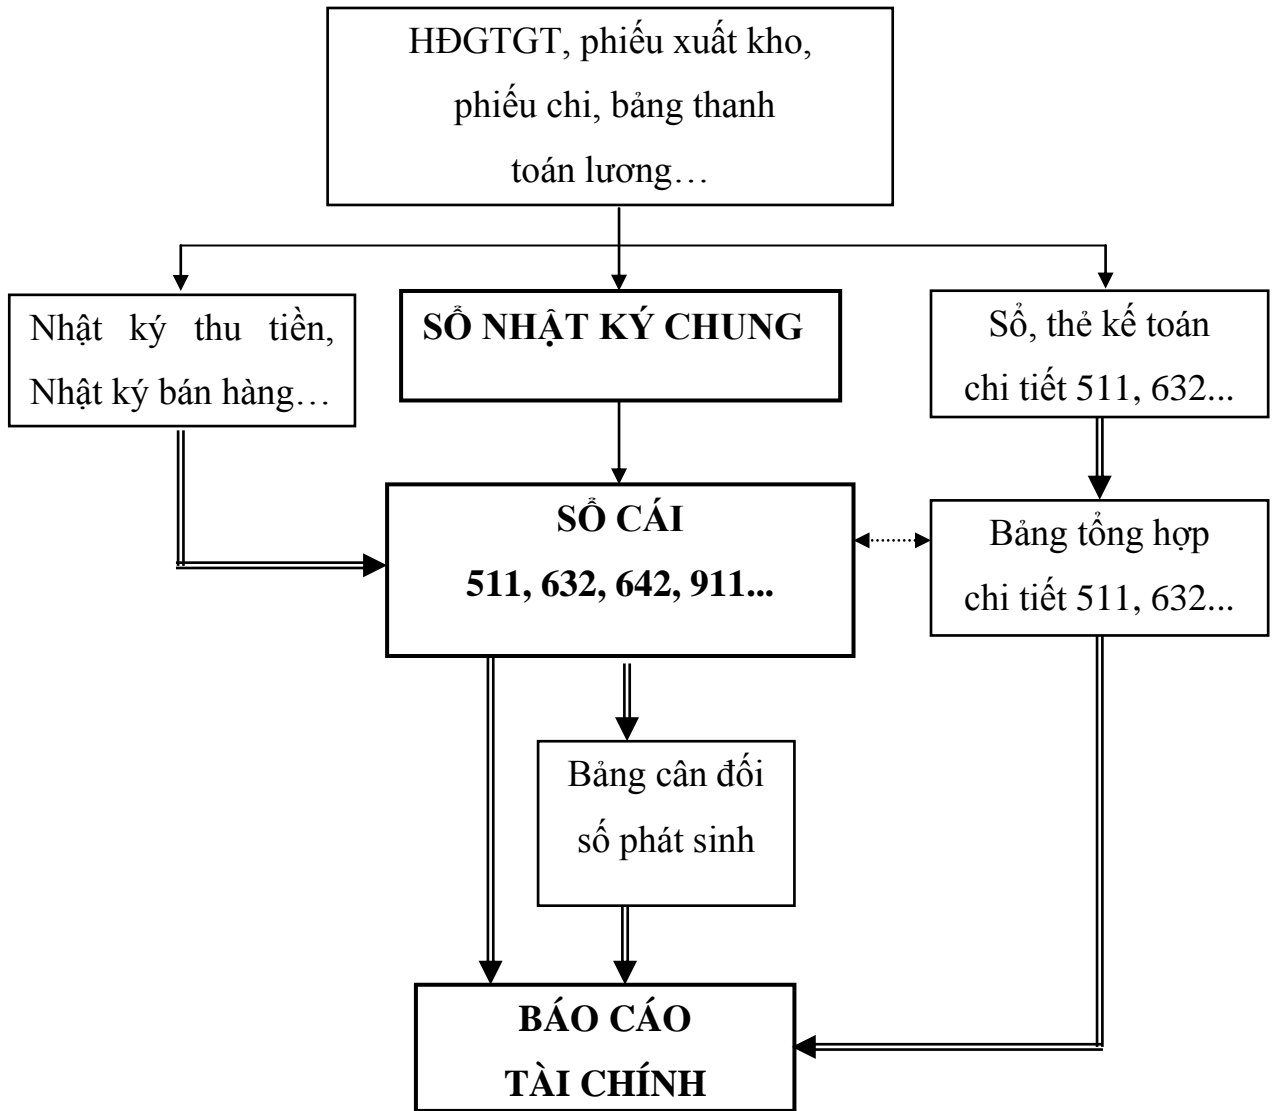 HĐGTGT, phiếu xuất kho,
phiếu chi, bảng thanh
toán lương…
Nhật ký thu tiền,
Nhật ký bán hàng…
SỔ NHẬT KÝ CHUNG
Sổ, thẻ kế toán
chi tiết 511, 632...
SỔ CÁI
511, 632, 642, 911...
Bảng tổng hợp
chi tiết 511, 632...
Bảng cân đối
số phát sinh
BÁO CÁO
TÀI CHÍNH